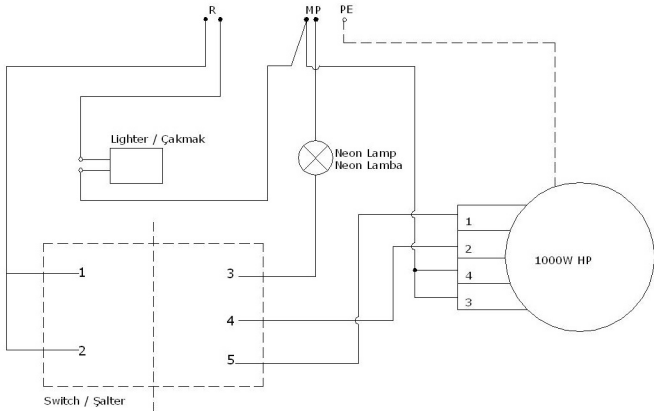 R
MP
PE
Lighter / Çakmak
Neon Lamp
Neon Lamba
1
2
4
3
1000W HP
1
2
3
4
5
Switch / Şalter